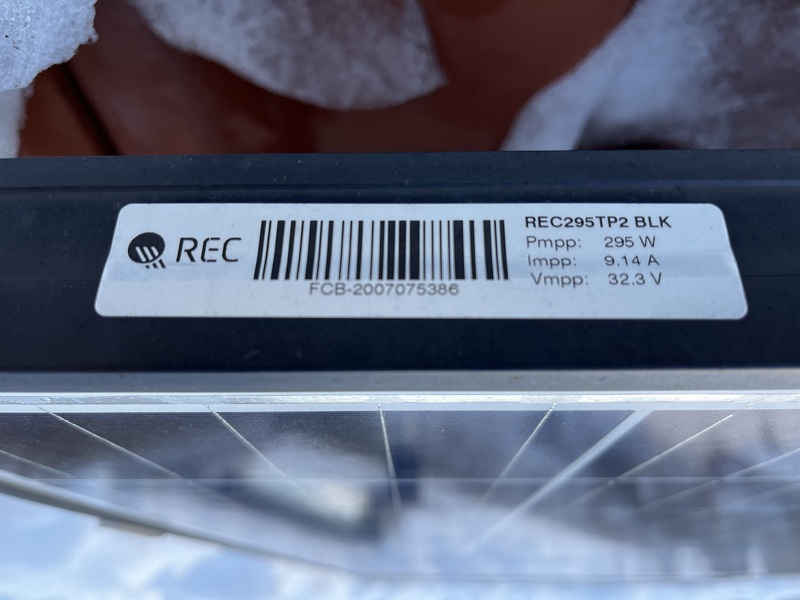 REC
FCB-2007075386
REC295TP2 BLK
Pmpp: 295 W
Impp: 9.14 A
Vmpp: 32.3 V